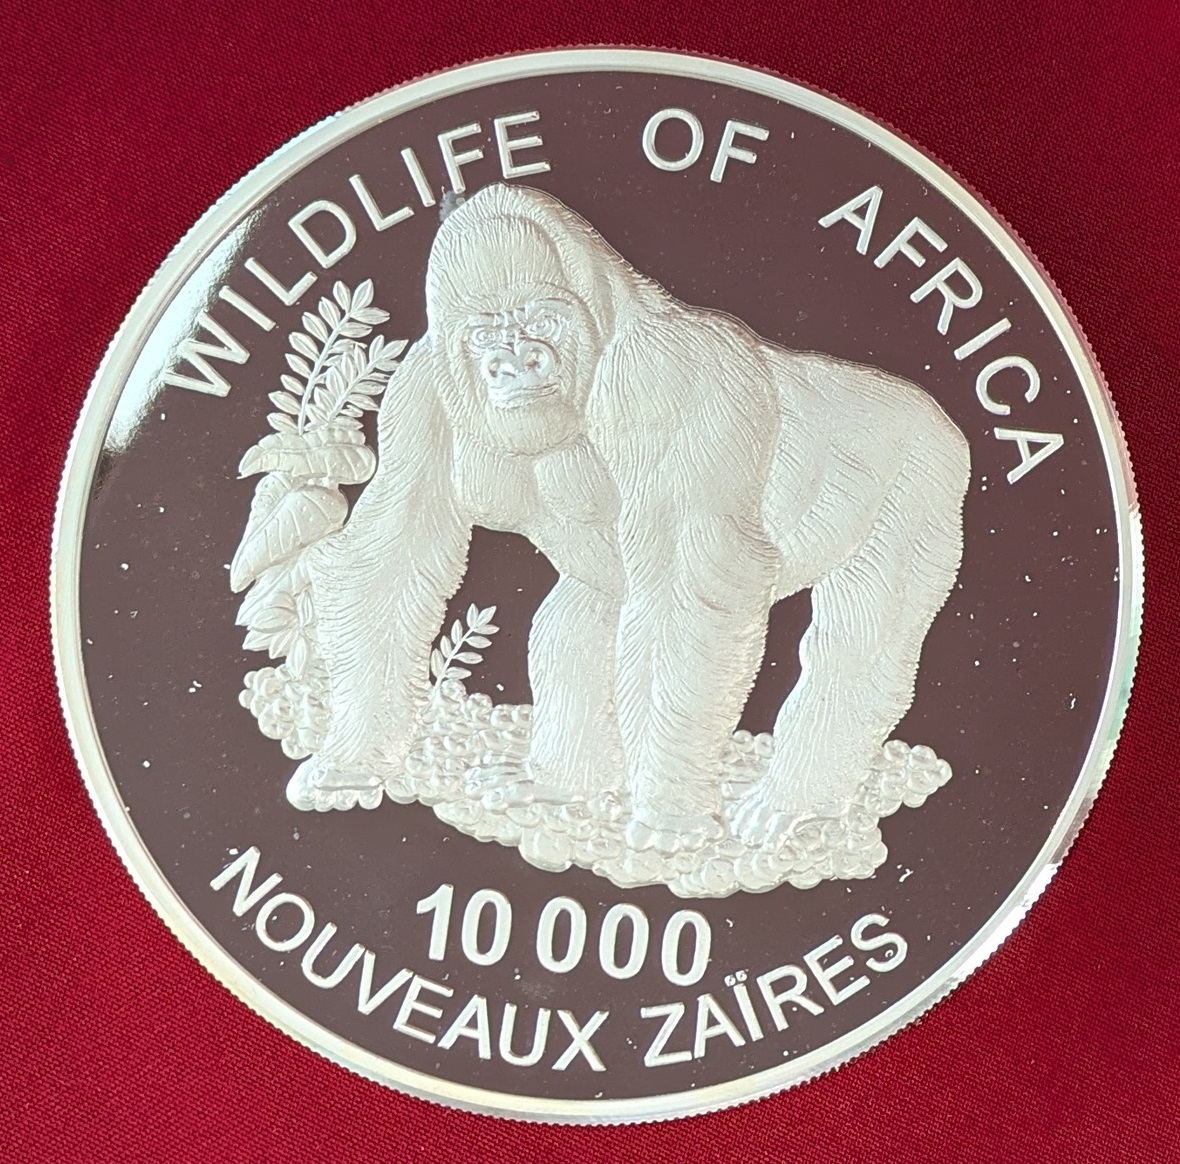 WILDLIFE OF AFRICA
10 000
NOUVEAUX ZAÏRES